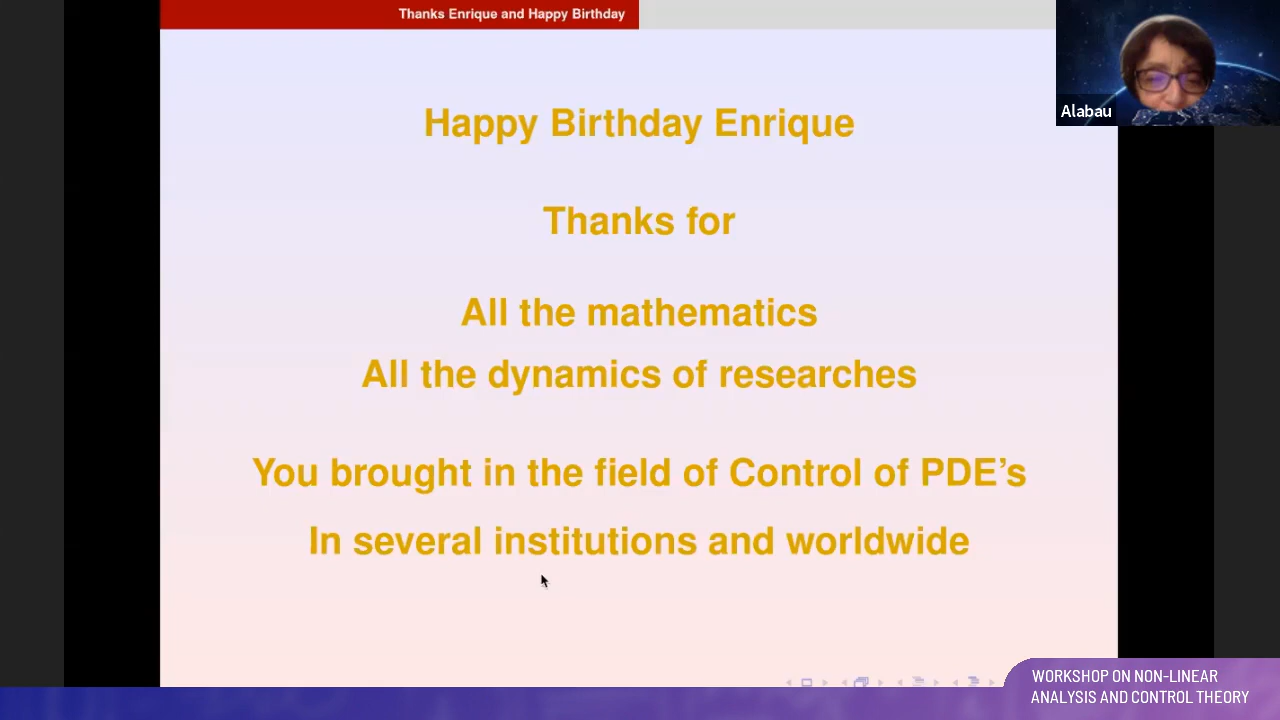 Thanks Enrique and Happy Birthday
Alabau
Happy Birthday Enrique
Thanks for
All the mathematics
All the dynamics of researches
You brought in the field of Control of PDE's
In several institutions and worldwide
WORKSHOP ON NON-LINEAR
ANALYSIS AND CONTROL THEORY